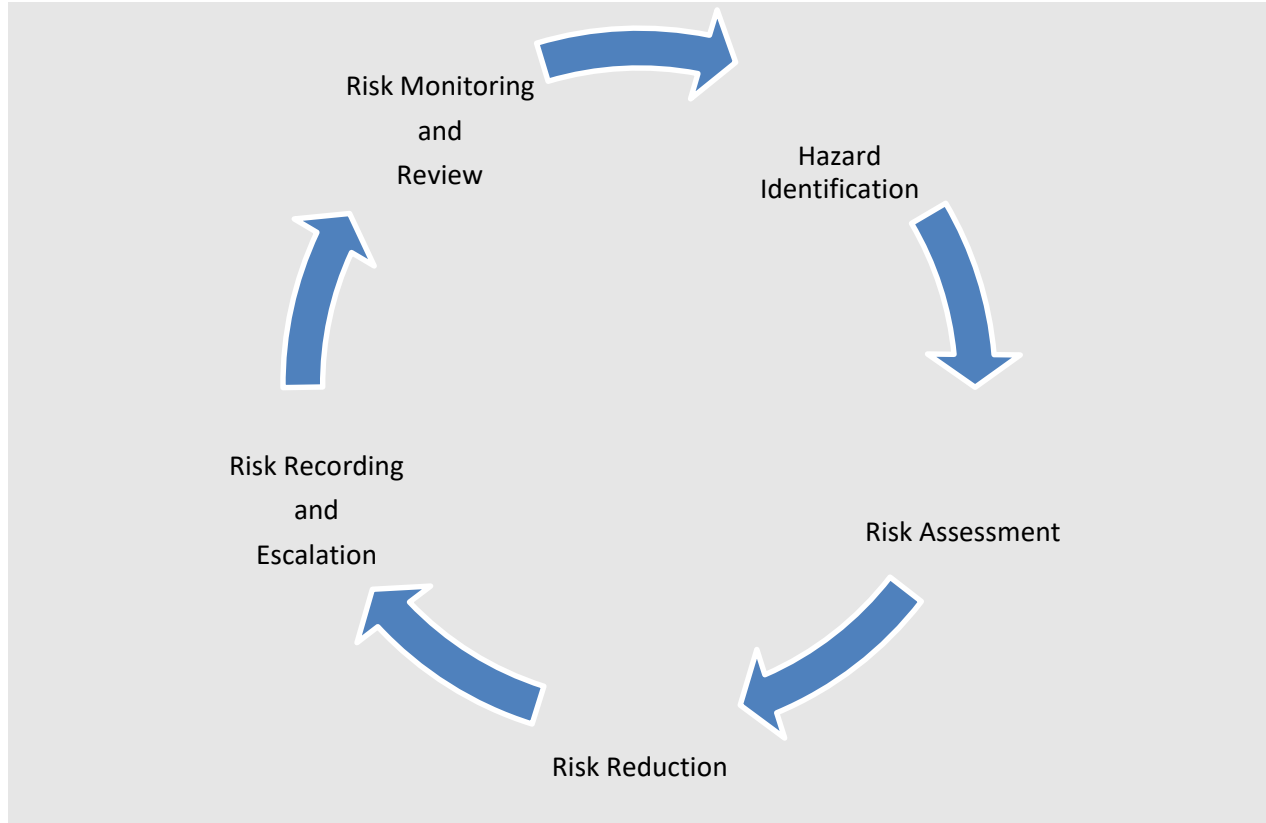 Risk Monitoring
and
Review
Hazard
Identification
Risk Assessment
Risk Reduction
Risk Recording
and
Escalation